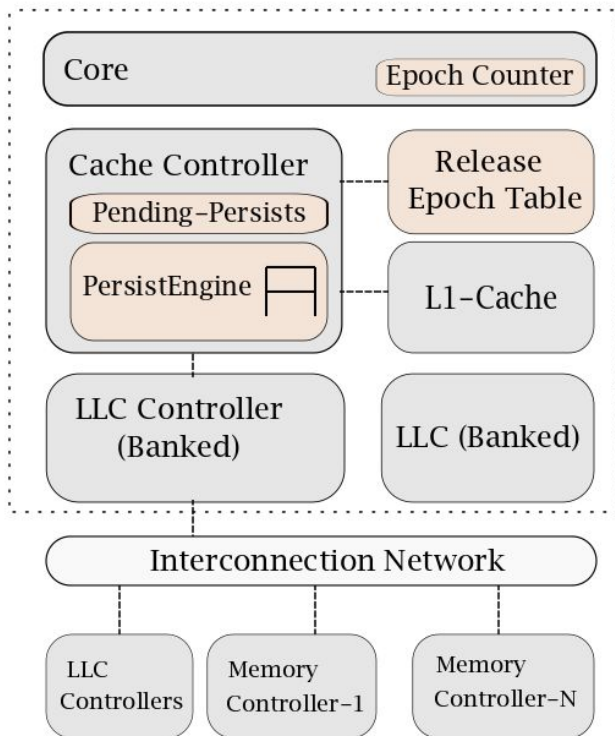 Core
Epoch Counter
Cache Controller
Pending-Persists
PersistEngine
Release
Epoch Table
L1-Cache
LLC Controller
(Banked)
LLC (Banked)
Interconnection Network
LLC
Controllers
Memory
Controller-1
Memory
Controller-N